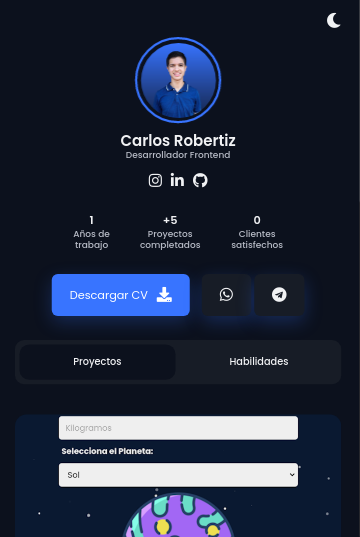 Carlos Robertiz
Desarrollador Frontend
1 +5 0
Años de Proyectos Clientes
trabajo completados satisfechos
Descargar CV
Proyectos Habilidades
Kilogramos
Selecciona el Planeta:
Sol